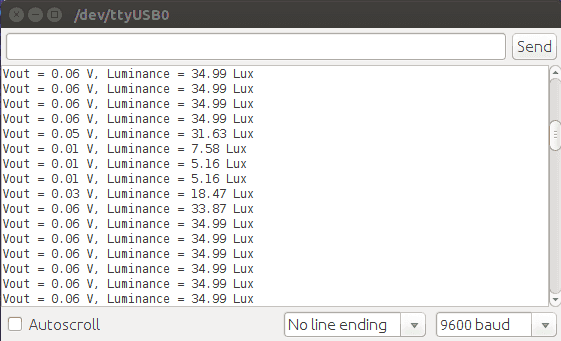 /dev/ttyUSB0
Send
Vout = 0.06 V, Luminance = 34.99 Lux
Vout = 0.06 V, Luminance = 34.99 Lux
Vout = 0.06 V, Luminance = 34.99 Lux
Vout = 0.06 V, Luminance = 34.99 Lux
Vout = 0.05 V, Luminance = 31.63 Lux
Vout = 0.01 V, Luminance = 7.58 Lux
Vout = 0.01 V, Luminance = 5.16 Lux
Vout = 0.01 V, Luminance = 5.16 Lux
Vout = 0.03 V, Luminance = 18.47 Lux
Vout = 0.06 V, Luminance = 33.87 Lux
Vout = 0.06 V, Luminance = 34.99 Lux
Vout = 0.06 V, Luminance = 34.99 Lux
Vout = 0.06 V, Luminance = 34.99 Lux
Vout = 0.06 V, Luminance = 34.99 Lux
Vout = 0.06 V, Luminance = 34.99 Lux
Vout = 0.06 V, Luminance = 34.99 Lux
Autoscroll No line ending 9600 baud